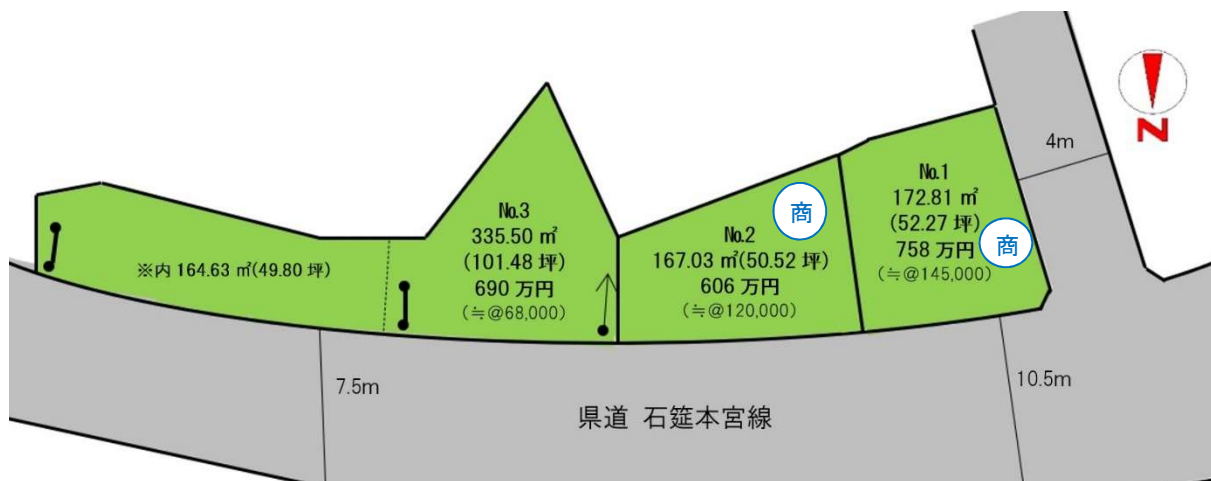 N
4m
No.1
172.81 ㎡
(52.27 坪)
758 万円
(≒@145,000)
商
商
No.2
167.03 ㎡(50.52 坪)
606 万円
(≒@120,000)
No.3
335.50 ㎡
(101.48 坪)
690 万円
(≒@68,000)
※内 164.63 ㎡(49.80 坪)
7.5m
10.5m
県道 石筵本宮線